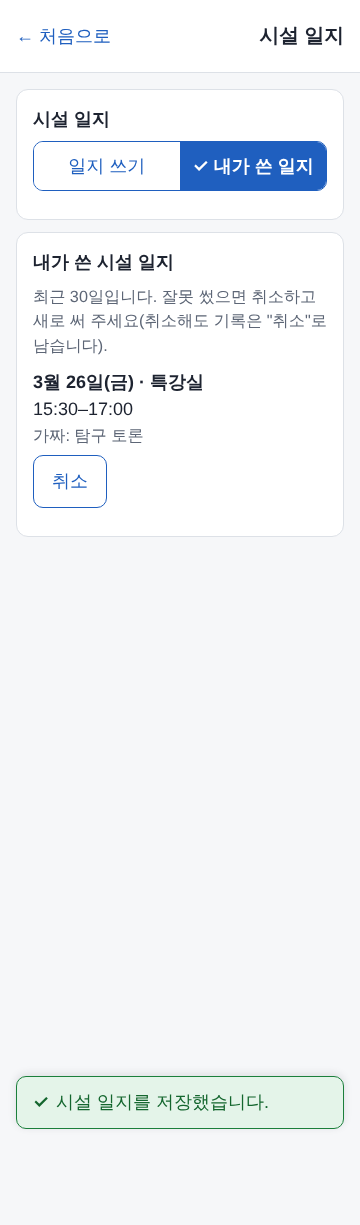 ← 처음으로
시설 일지
시설 일지
일지 쓰기
✓ 내가 쓴 일지
내가 쓴 시설 일지
최근 30일입니다. 잘못 썼으면 취소하고
새로 써 주세요(취소해도 기록은 "취소"로
남습니다).
3월 26일(금) · 특강실
15:30–17:00
가짜: 탐구 토론
취소
✓ 시설 일지를 저장했습니다.